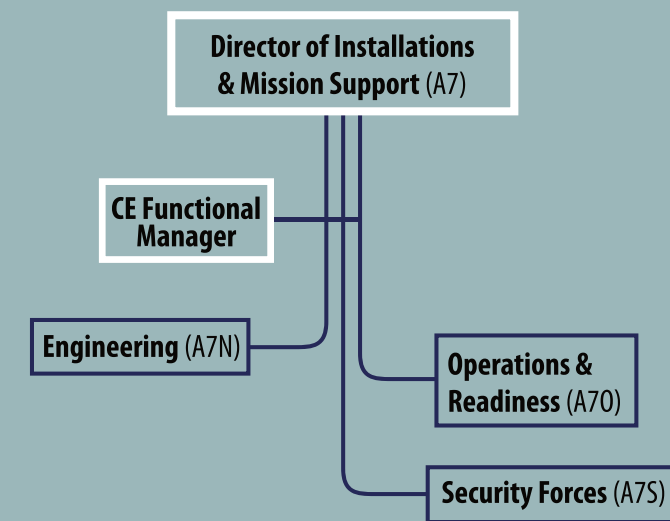 Director of Installations
& Mission Support (A7)
CE Functional
Manager
Engineering (A7N)
Operations &
Readiness (A7O)
Security Forces (A7S)